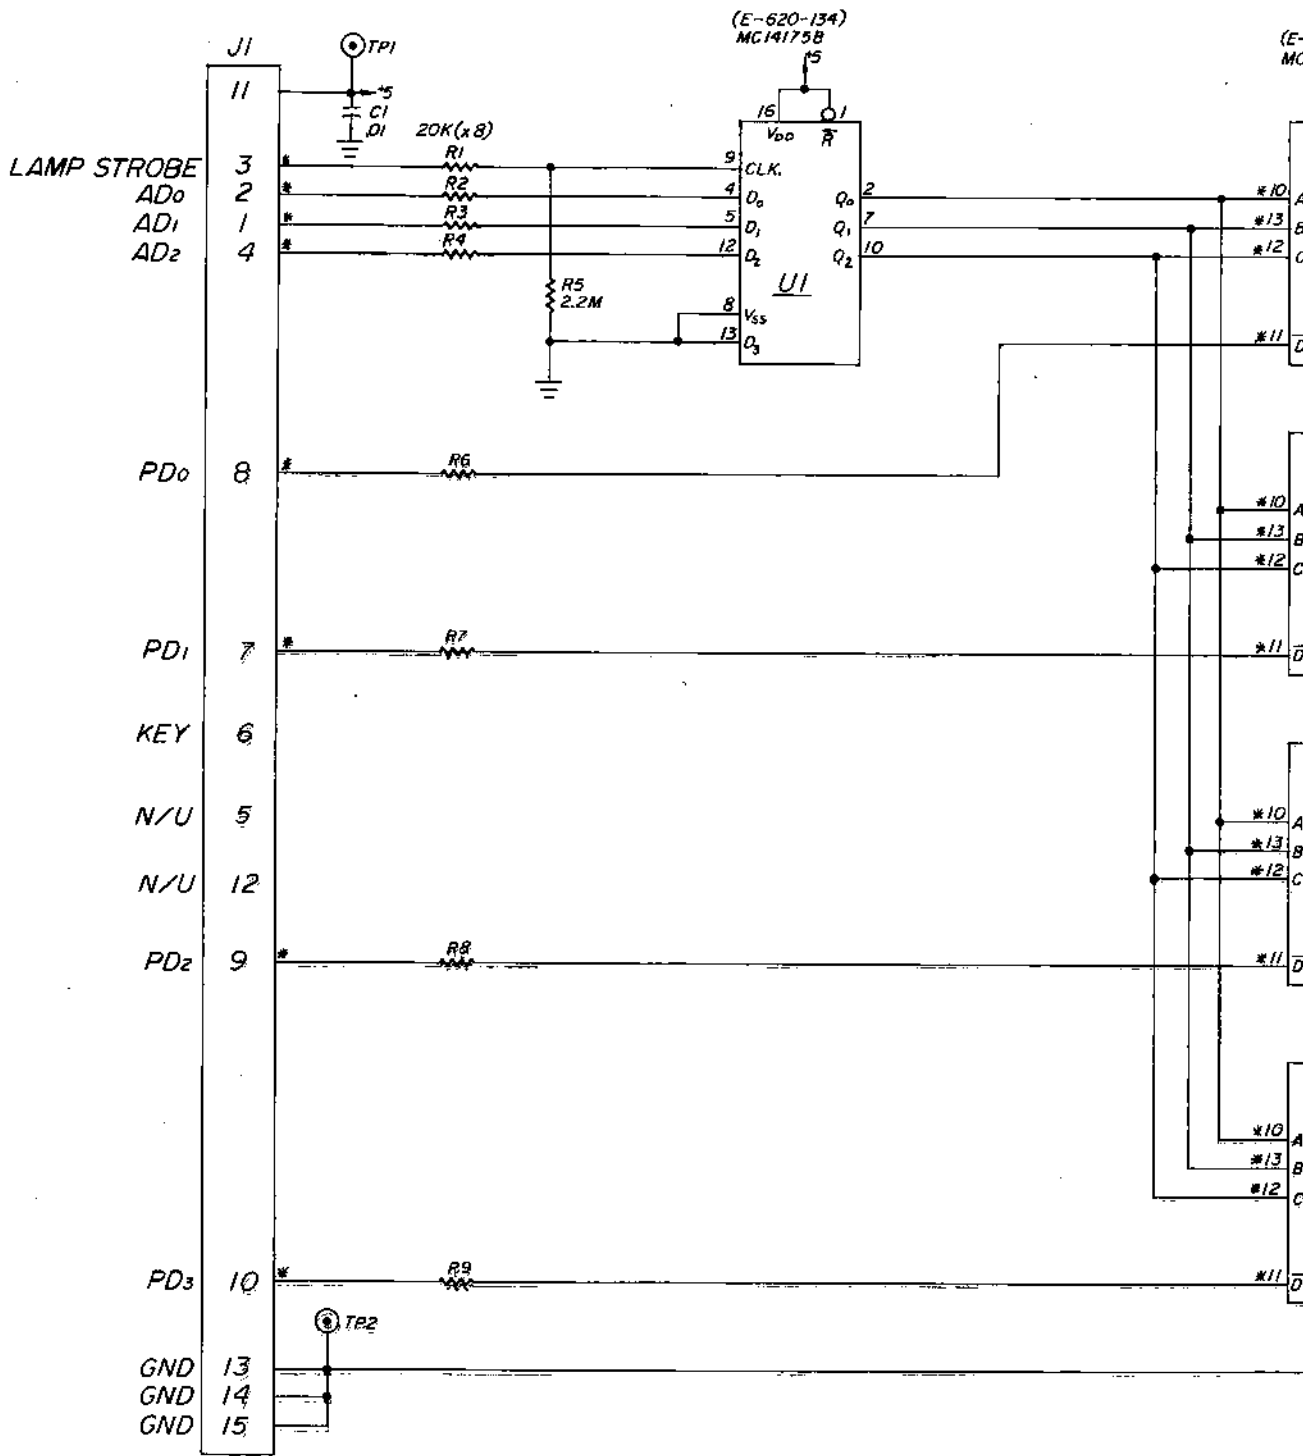 (E-620-134)
MC14175B
+5
(E-
MC
J1
TP1
11
+5
C1
.01
16
1
VDD
R
20K(x8)
LAMP STROBE 3 * R1 9 CLK.
AD0 2 * R2 4 D0 Q0 2 *10 A
AD1 1 * R3 5 D1 Q1 7 *13 B
AD2 4 * R4 12 D2 Q2 10 *12 C
R5
2.2M
U1
8 VSS
13 D3
*11 D
PD0 8 * R6
*10 A
*13 B
*12 C
PD1 7 * R7 *11 D
KEY 6
N/U 5
*10 A
*13 B
N/U 12 *12 C
PD2 9 * R8 *11 D
*10 A
*13 B
*12 C
PD3 10 * R9 *11 D
TP2
GND 13
GND 14
GND 15